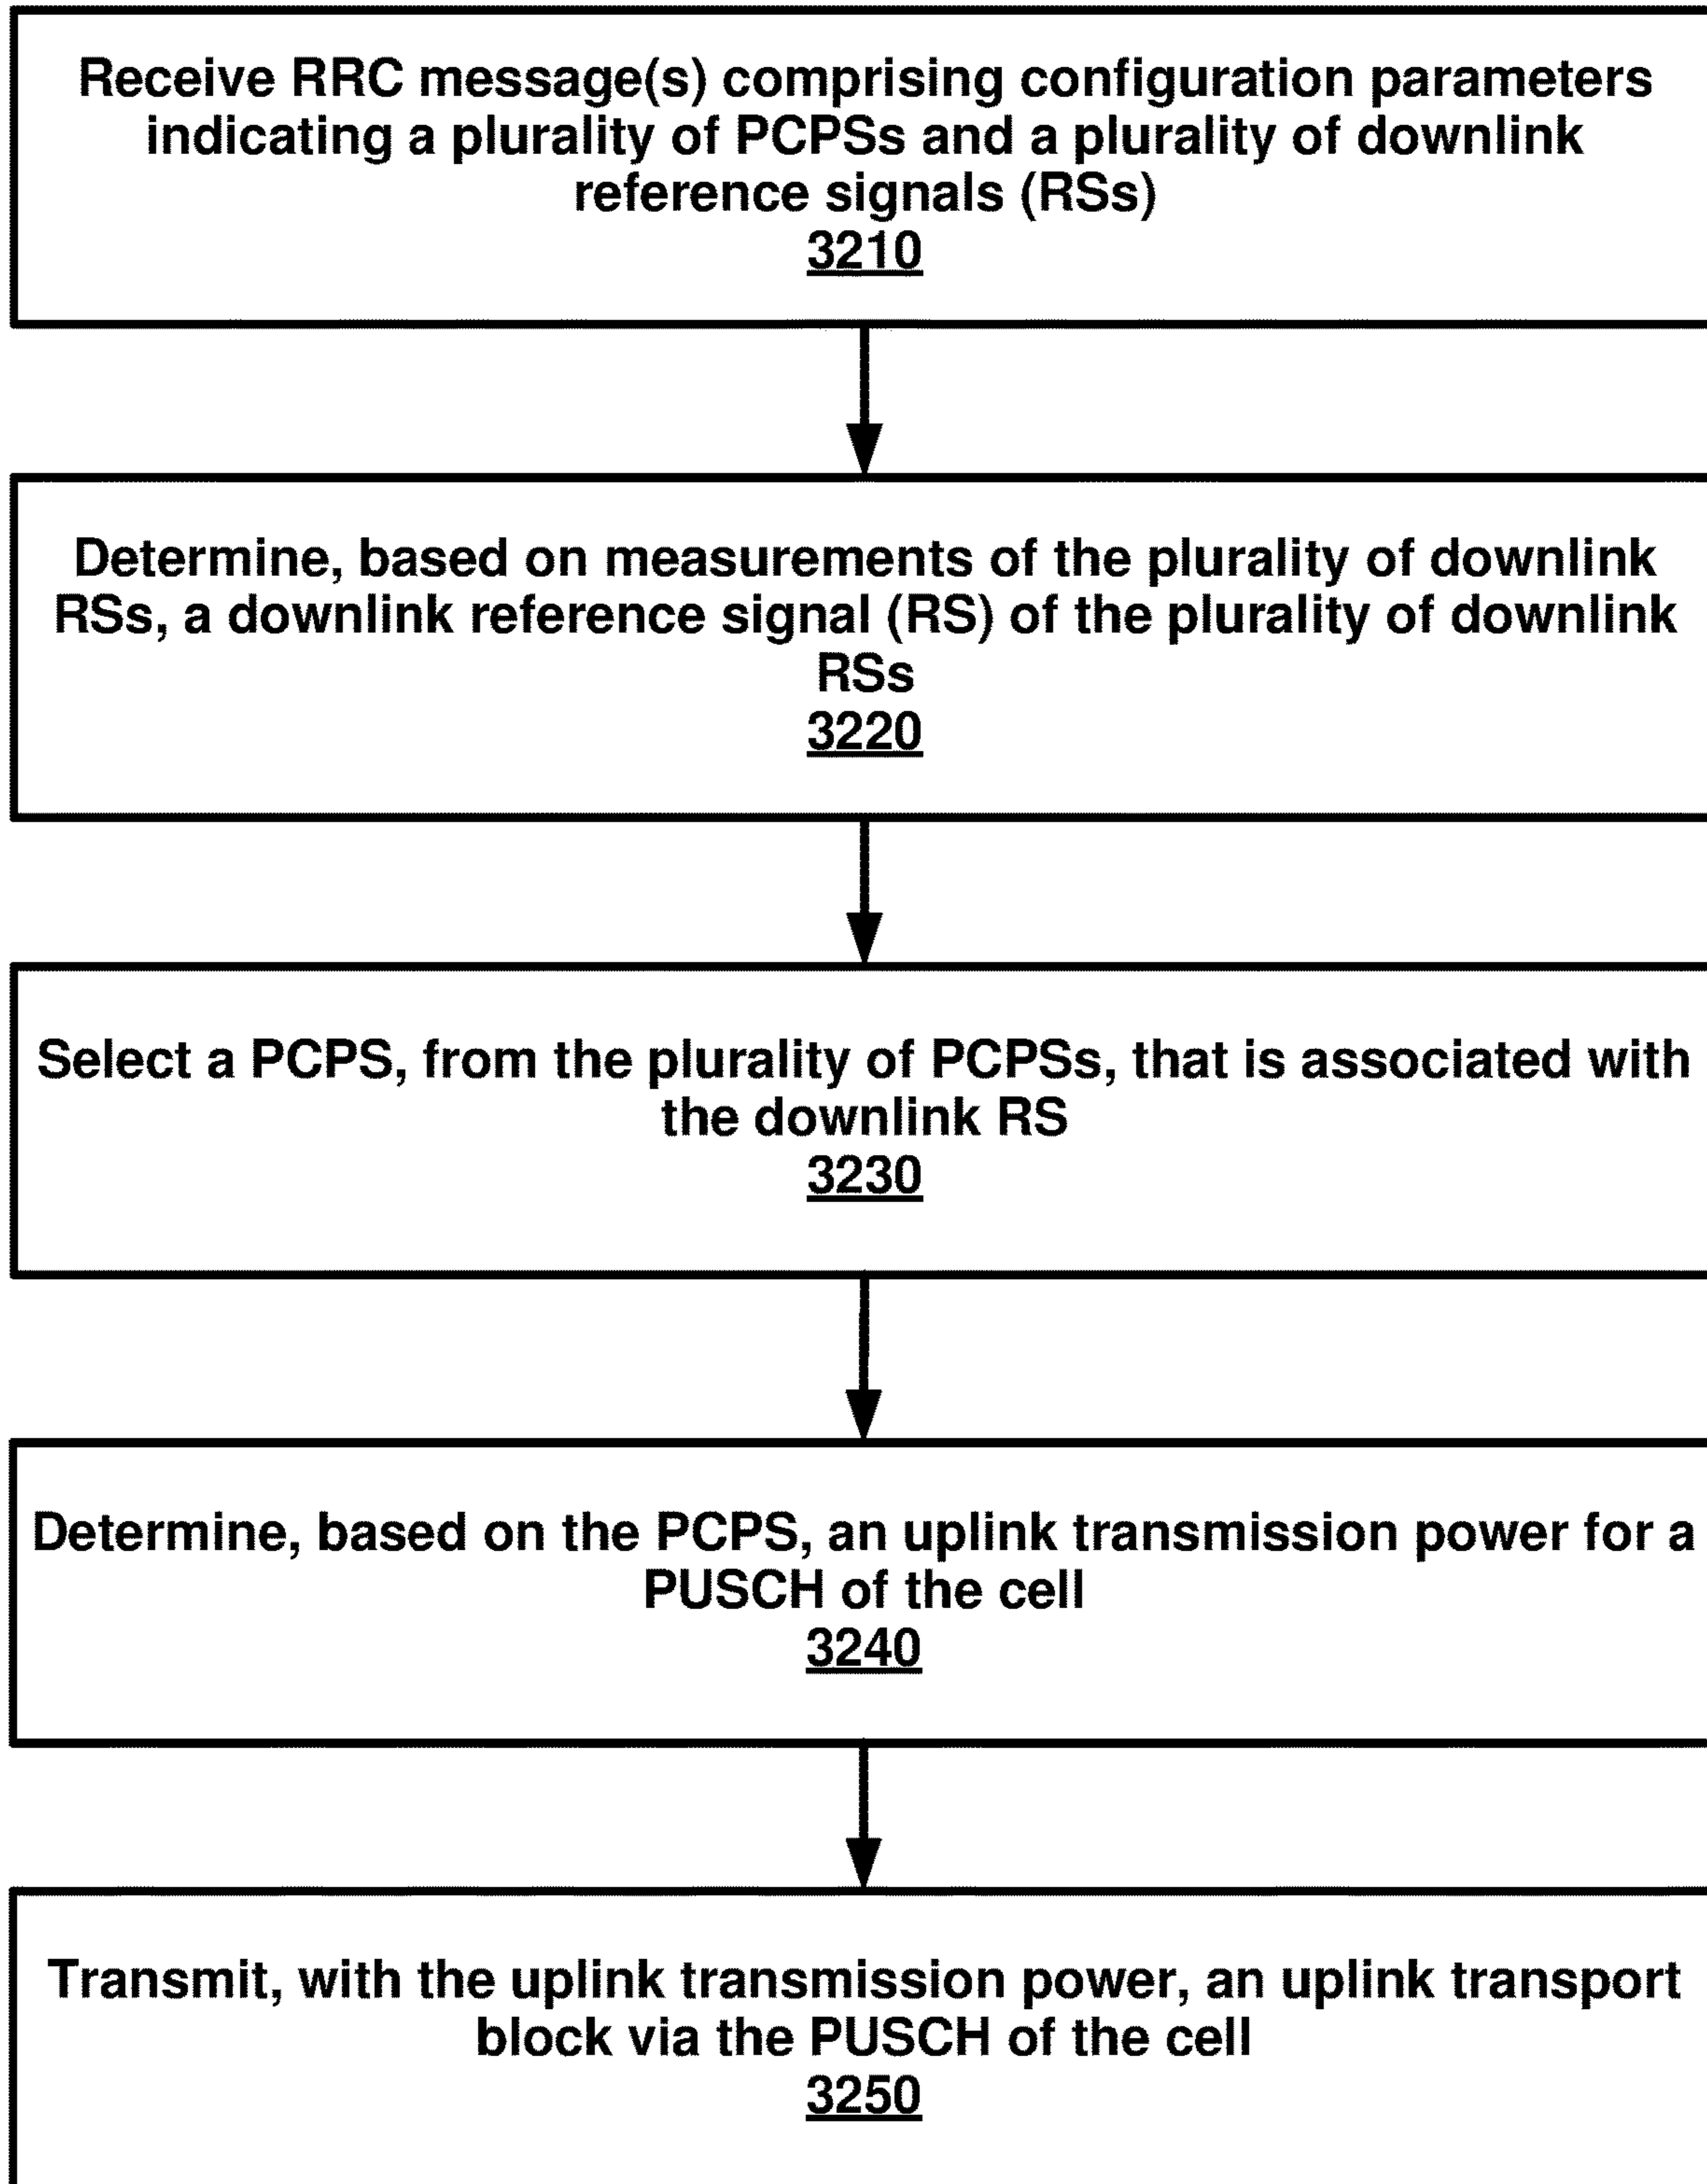 Receive RRC message(s) comprising configuration parameters
indicating a plurality of PCPSs and a plurality of downlink
reference signals (RSs)
3210
Determine, based on measurements of the plurality of downlink
RSs, a downlink reference signal (RS) of the plurality of downlink
RSs
3220
Select a PCPS, from the plurality of PCPSs, that is associated with
the downlink RS
3230
Determine, based on the PCPS, an uplink transmission power for a
PUSCH of the cell
3240
Transmit, with the uplink transmission power, an uplink transport
block via the PUSCH of the cell
3250